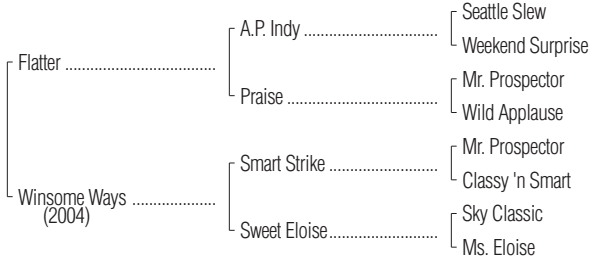 Seattle Slew
A.P. Indy
Weekend Surprise
Flatter
Mr. Prospector
Praise
Wild Applause
Mr. Prospector
Smart Strike
Classy 'n Smart
Winsome Ways
(2004)
Sky Classic
Sweet Eloise
Ms. Eloise